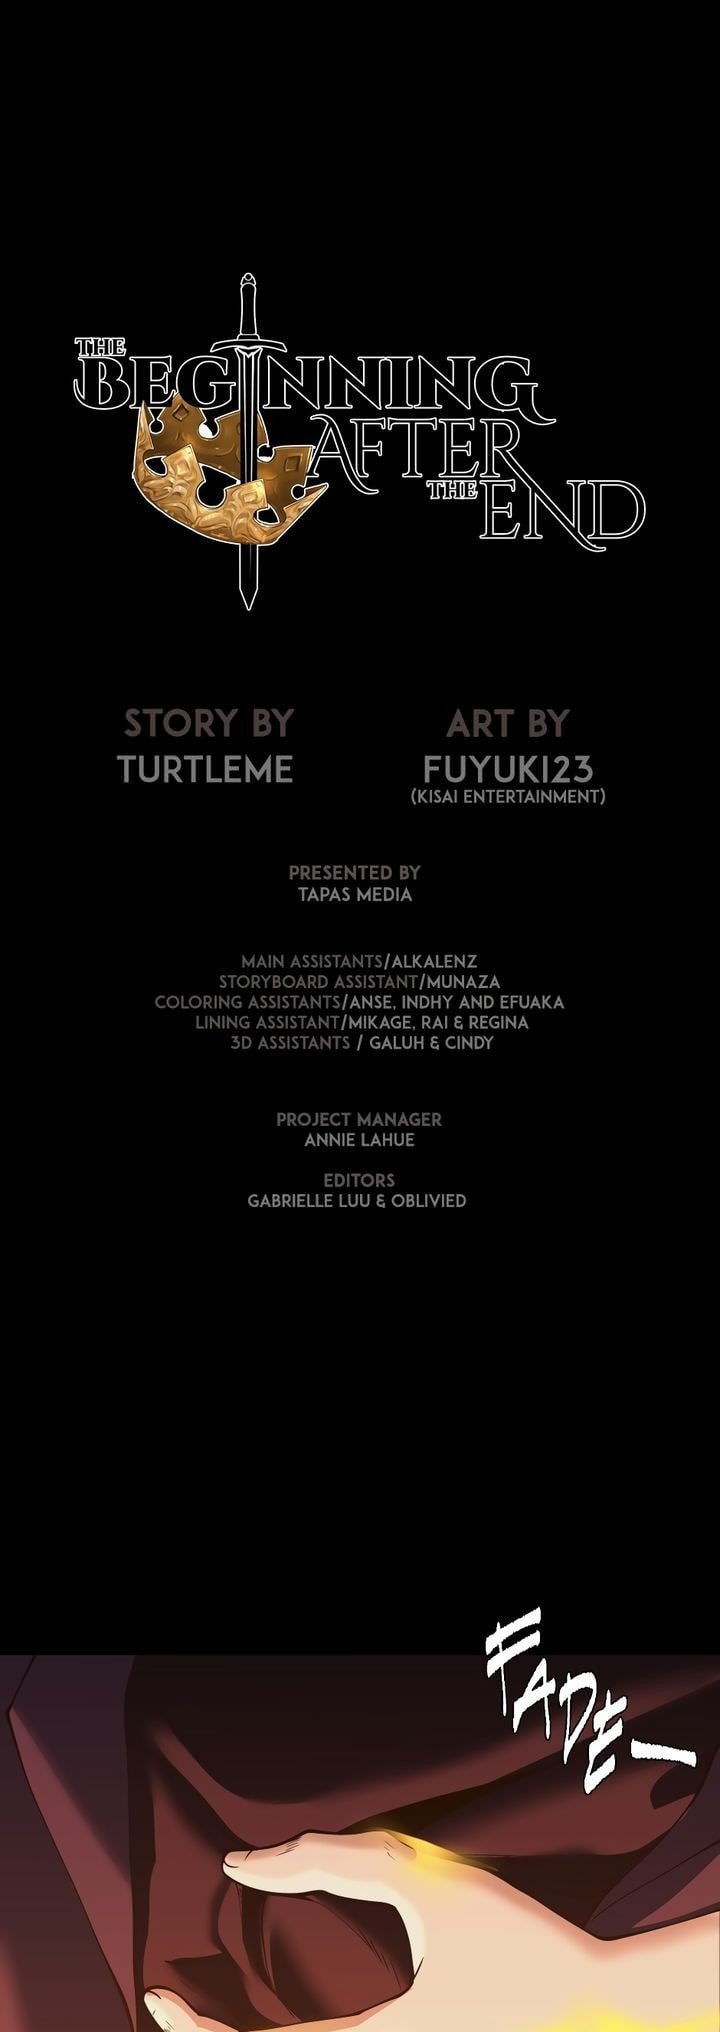 THE
BEGINNING
AFTER
THE END
STORY BY
TURTLEME
ART BY
FUYUKI23
(KISAI ENTERTAINMENT)
PRESENTED BY
TAPAS MEDIA
MAIN ASSISTANTS/ALKALENZ
STORYBOARD ASSISTANT/MUNAZA
COLORING ASSISTANTS/ANSE, INDHY AND EFUAKA
LINING ASSISTANT/MIKAGE, RAI & REGINA
3D ASSISTANTS / GALUH & CINDY
PROJECT MANAGER
ANNIE LAHUE
EDITORS
GABRIELLE LUU & OBLIVIED
FADE—